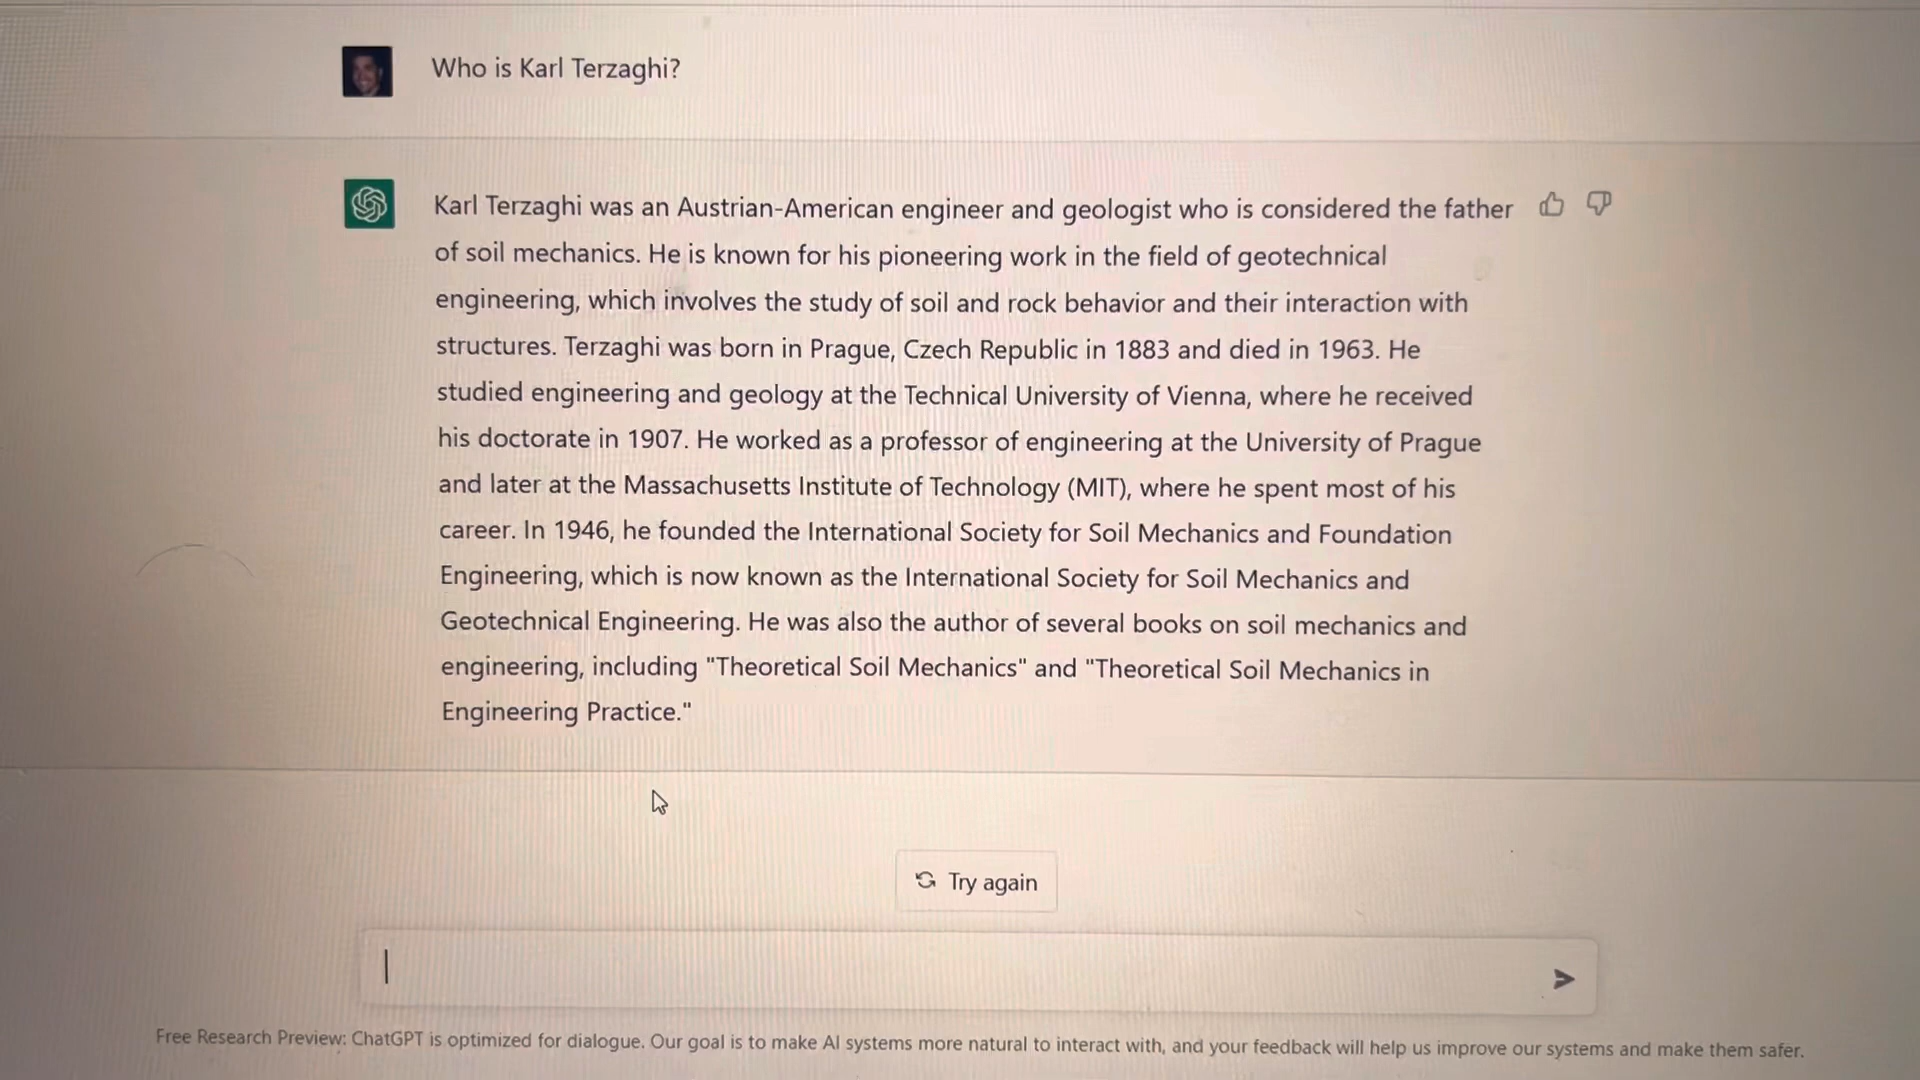 Who is Karl Terzaghi?
Karl Terzaghi was an Austrian-American engineer and geologist who is considered the father
of soil mechanics. He is known for his pioneering work in the field of geotechnical
engineering, which involves the study of soil and rock behavior and their interaction with
structures. Terzaghi was born in Prague, Czech Republic in 1883 and died in 1963. He
studied engineering and geology at the Technical University of Vienna, where he received
his doctorate in 1907. He worked as a professor of engineering at the University of Prague
and later at the Massachusetts Institute of Technology (MIT), where he spent most of his
career. In 1946, he founded the International Society for Soil Mechanics and Foundation
Engineering, which is now known as the International Society for Soil Mechanics and
Geotechnical Engineering. He was also the author of several books on soil mechanics and
engineering, including "Theoretical Soil Mechanics" and "Theoretical Soil Mechanics in
Engineering Practice."
Try again
Free Research Preview: ChatGPT is optimized for dialogue. Our goal is to make AI systems more natural to interact with, and your feedback will help us improve our systems and make them safer.